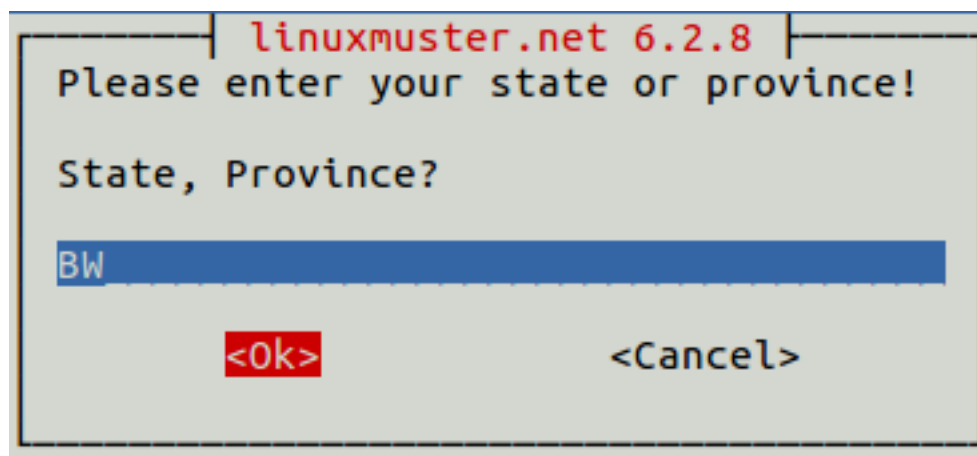 linuxmuster.net 6.2.8
Please enter your state or province!
State, Province?
BW
<Ok> <Cancel>